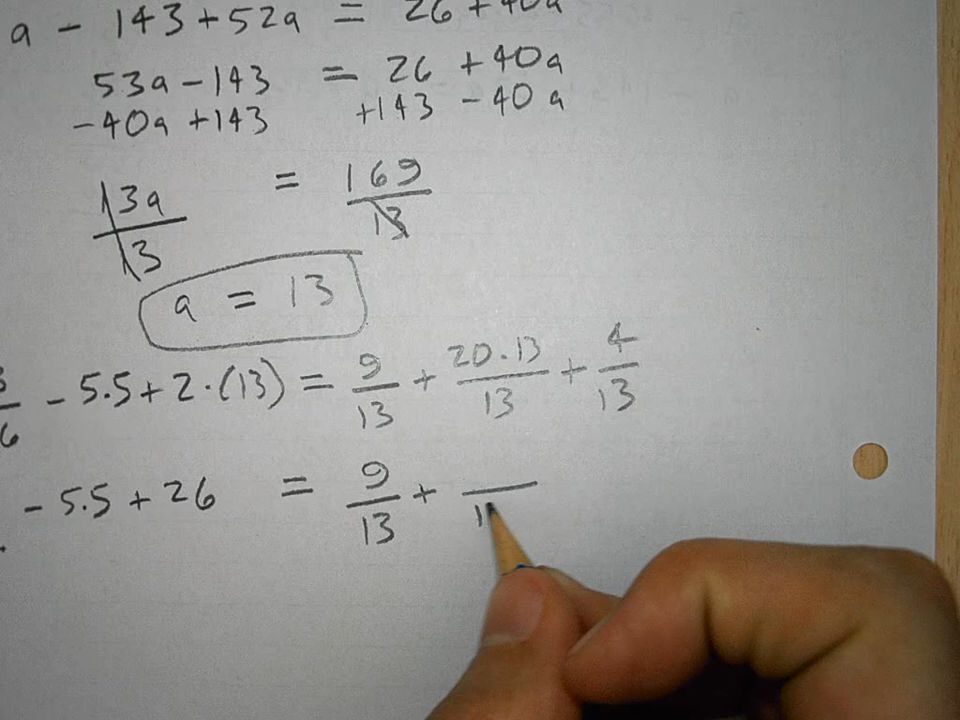 a - 143 + 52a = 26 + 40a
53a - 143 = 26 + 40a
-40a + 143 +143 - 40a
13a/13 = 169/13
a = 13
- 5.5 + 2 · (13) = 9/13 + 20·13/13 + 4/13
- 5.5 + 26 = 9/13 +